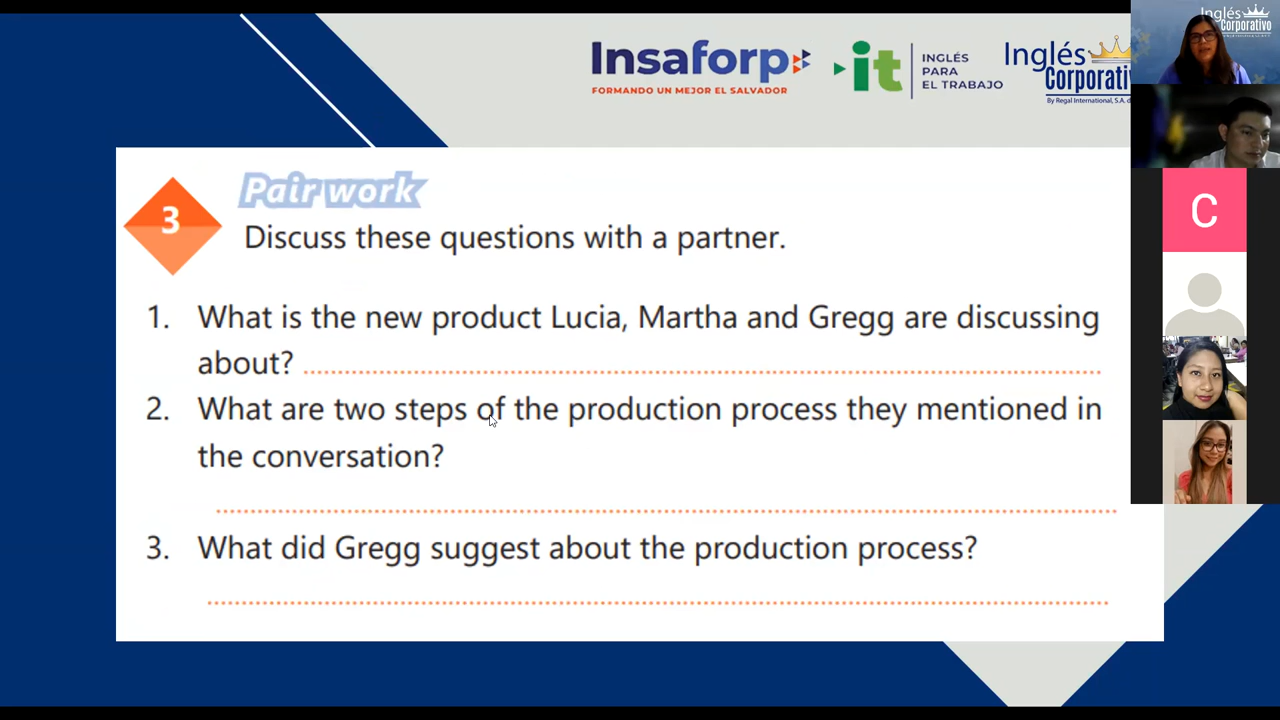 Insaforp
FORMANDO UN MEJOR EL SALVADOR
it
INGLÉS
PARA
EL TRABAJO
Inglés
Corporativ
By Regal International, S.A. d
Inglés
Corporativo
3
Pair work
Discuss these questions with a partner.
1. What is the new product Lucia, Martha and Gregg are discussing
about?
2. What are two steps of the production process they mentioned in
the conversation?
3. What did Gregg suggest about the production process?
C